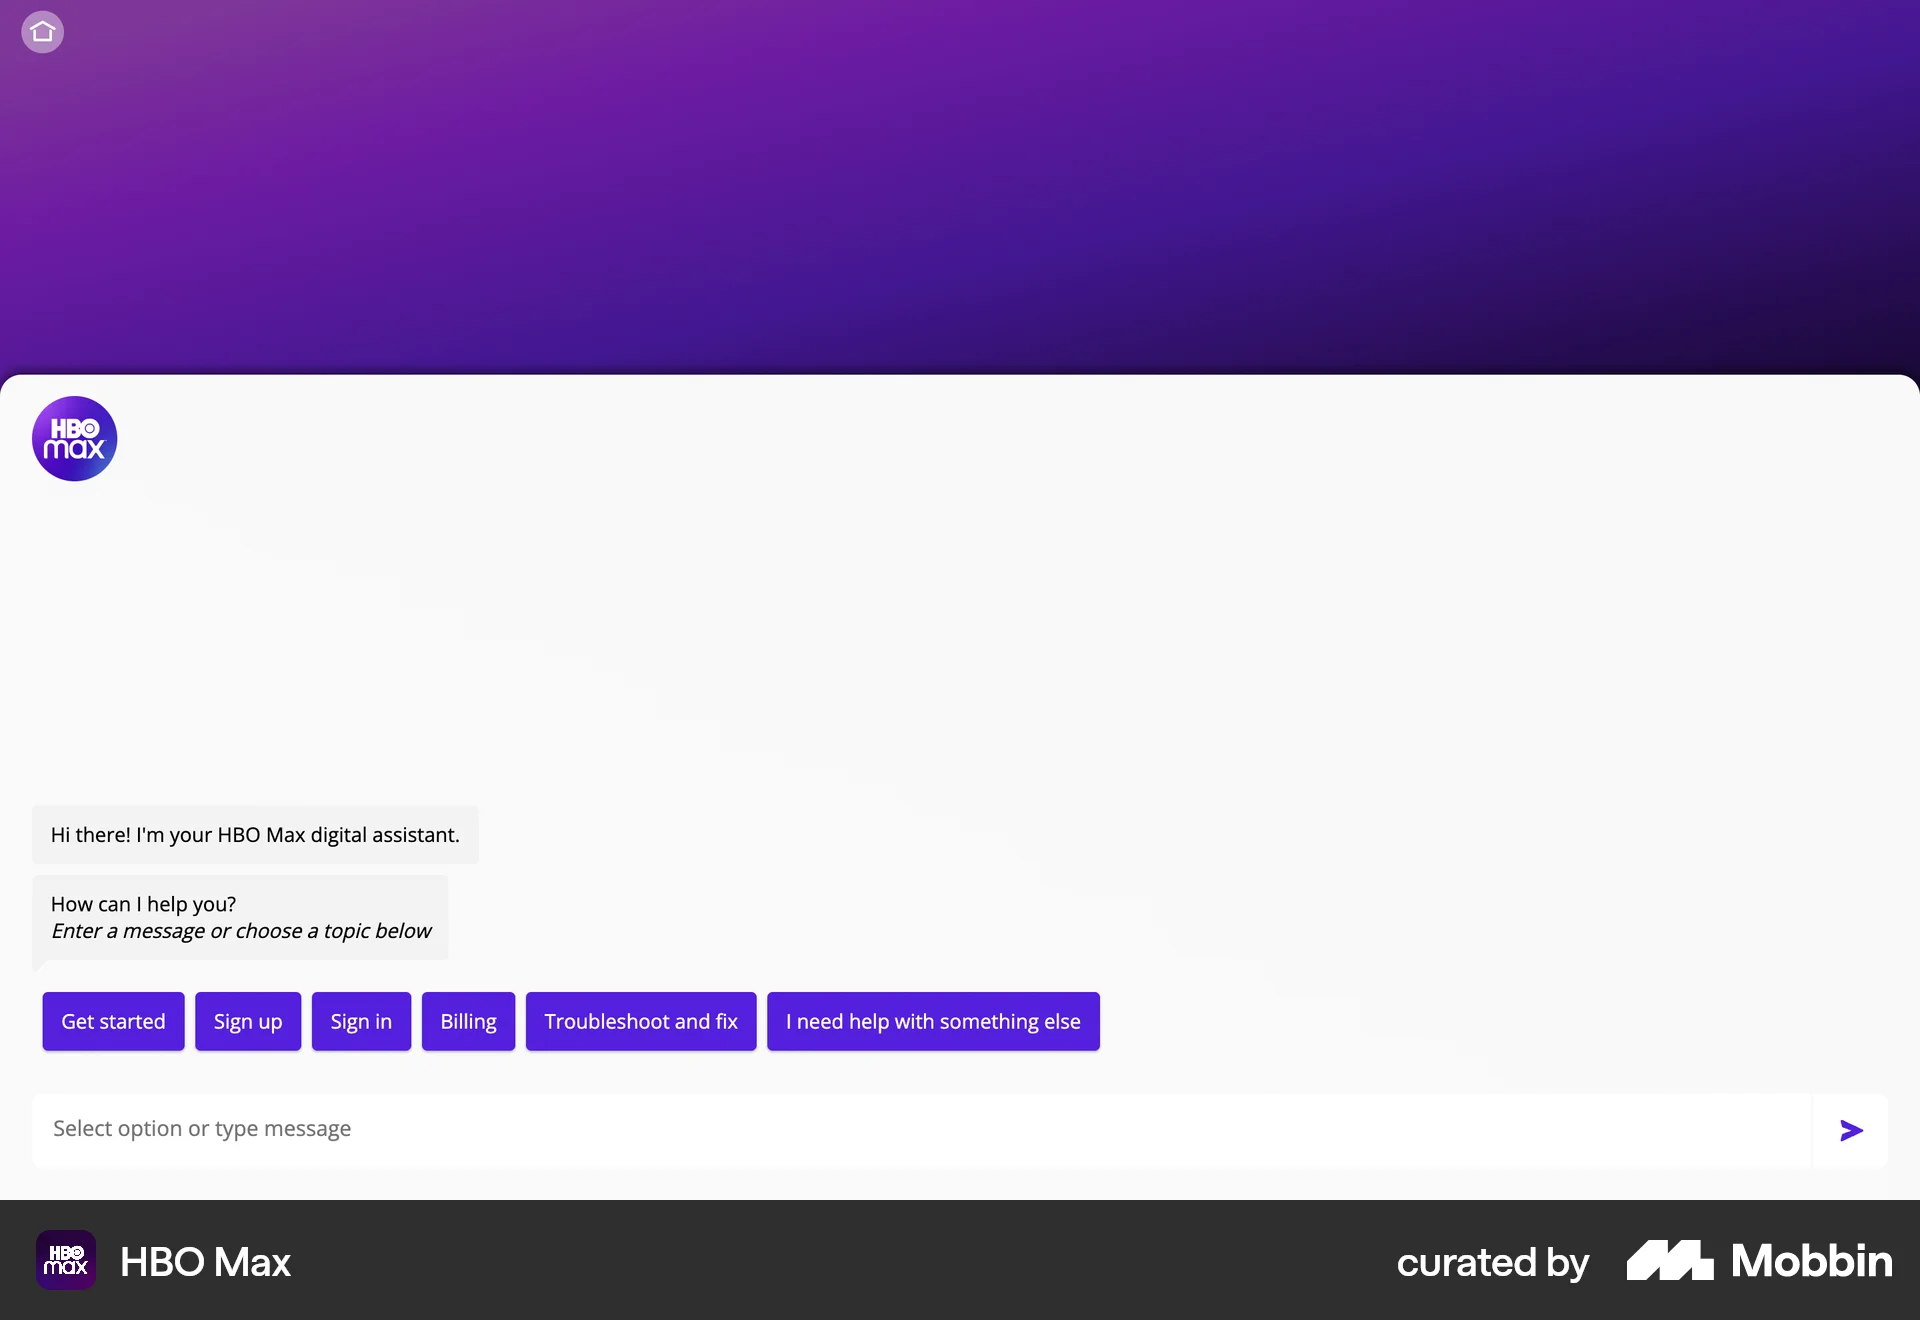 HBO
max
Hi there! I'm your HBO Max digital assistant.
How can I help you?
Enter a message or choose a topic below
Get started
Sign up
Sign in
Billing
Troubleshoot and fix
I need help with something else
Select option or type message
HBO
max
HBO Max
curated by
Mobbin